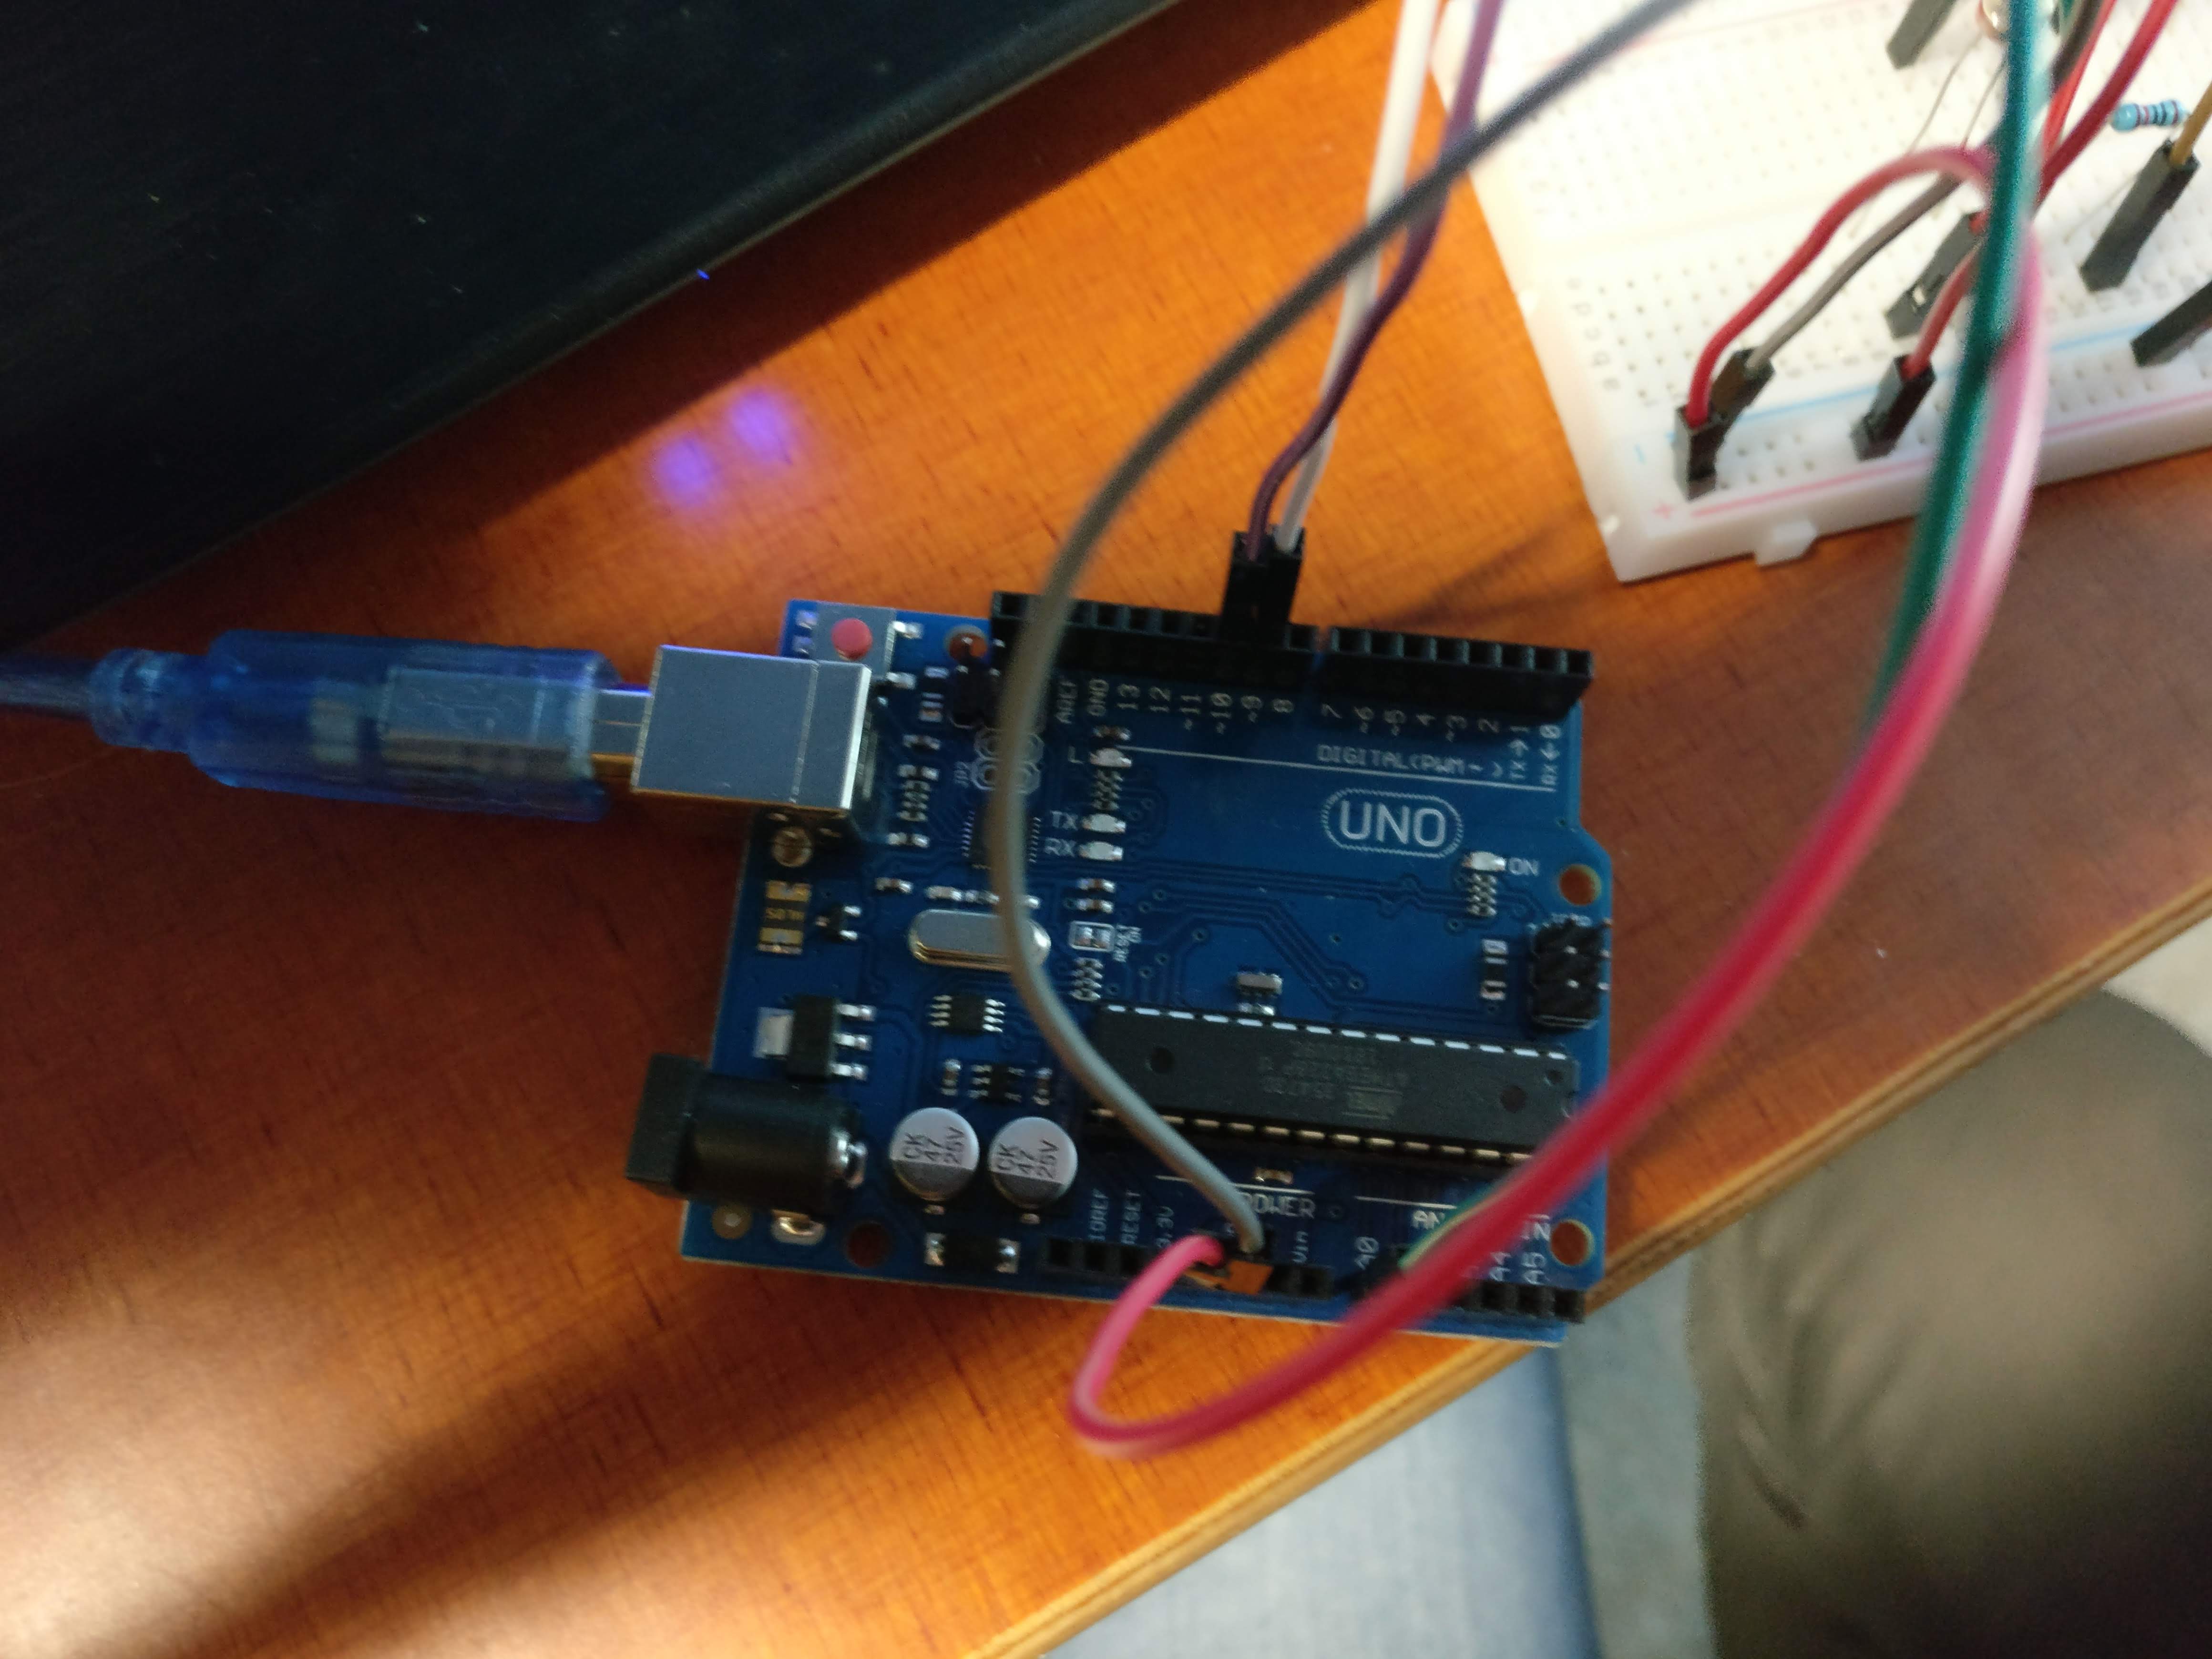 AREF
GND
13
12
~11
~10
~9
8
7
~6
~5
4
~3
2
TX→1
RX←0
L
DIGITAL(PWM~)
TX
RX
UNO
ON
RESET
CK
47
25V
CK
47
25V
IOREF
RESET
3.3V
POWER
Vin
A0
A4
A5
IN
+